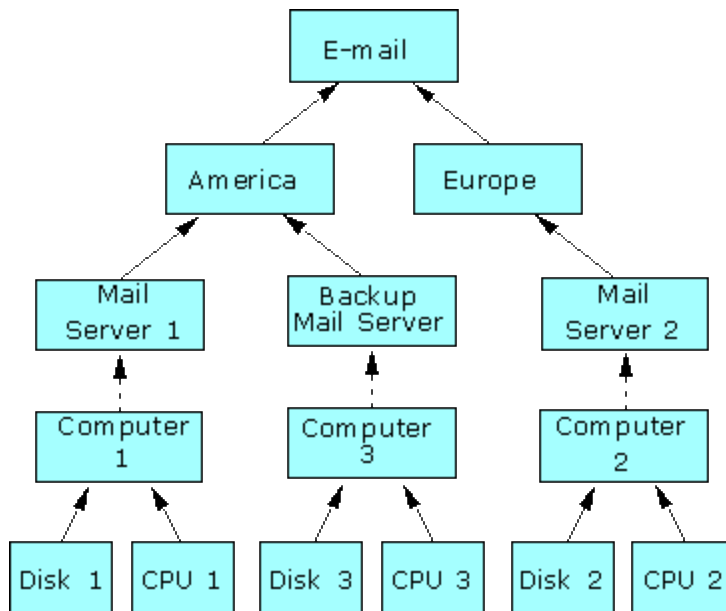 E-mail
America
Europe
Mail
Server 1
Backup
Mail Server
Mail
Server 2
Computer
1
Computer
3
Computer
2
Disk 1
CPU 1
Disk 3
CPU 3
Disk 2
CPU 2